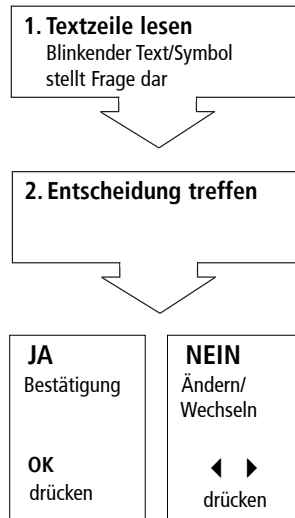 1. Textzeile lesen
Blinkender Text/Symbol
stellt Frage dar
2. Entscheidung treffen
JA
Bestätigung
OK
drücken
NEIN
Ändern/
Wechseln
drücken